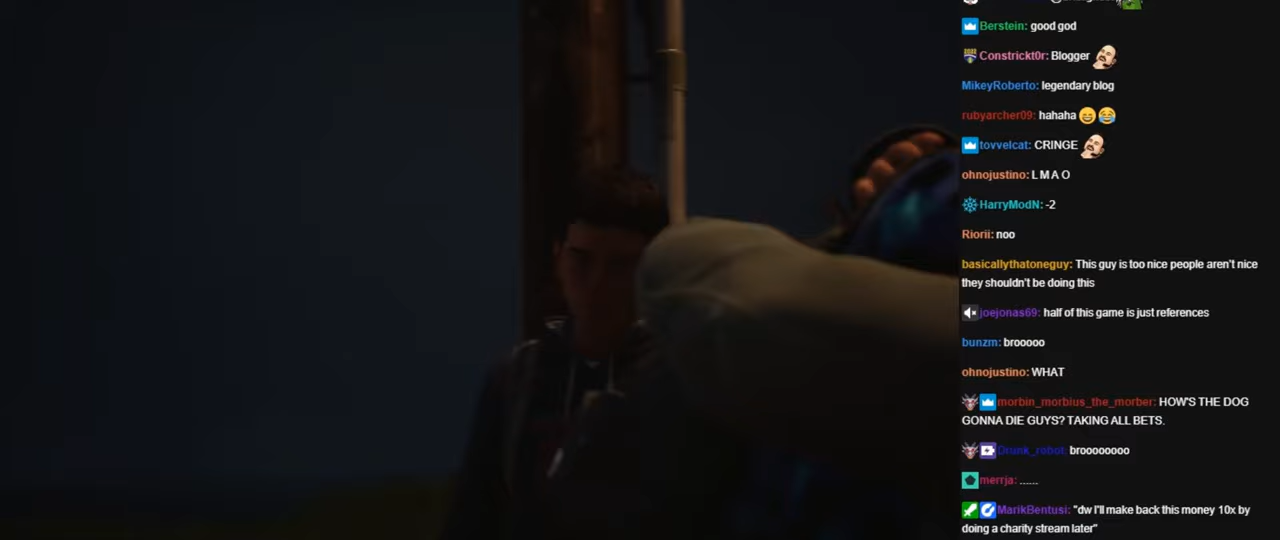 Berstein: good god
Constrickt0r: Blogger
MikeyRoberto: legendary blog
rubyarcher09: hahaha 😄 😂
tovvelcat: CRINGE
ohnojustino: L M A O
HarryModN: -2
Riorii: noo
basicallythatoneguy: This guy is too nice people aren't nice
they shouldn't be doing this
joejonas69: half of this game is just references
bunzm: brooooo
ohnojustino: WHAT
morbin_morbius_the_morber: HOW'S THE DOG
GONNA DIE GUYS? TAKING ALL BETS.
Drunk_robot: broooooooo
merrja: ......
MarikBentusi: "dw I'll make back this money 10x by
doing a charity stream later"